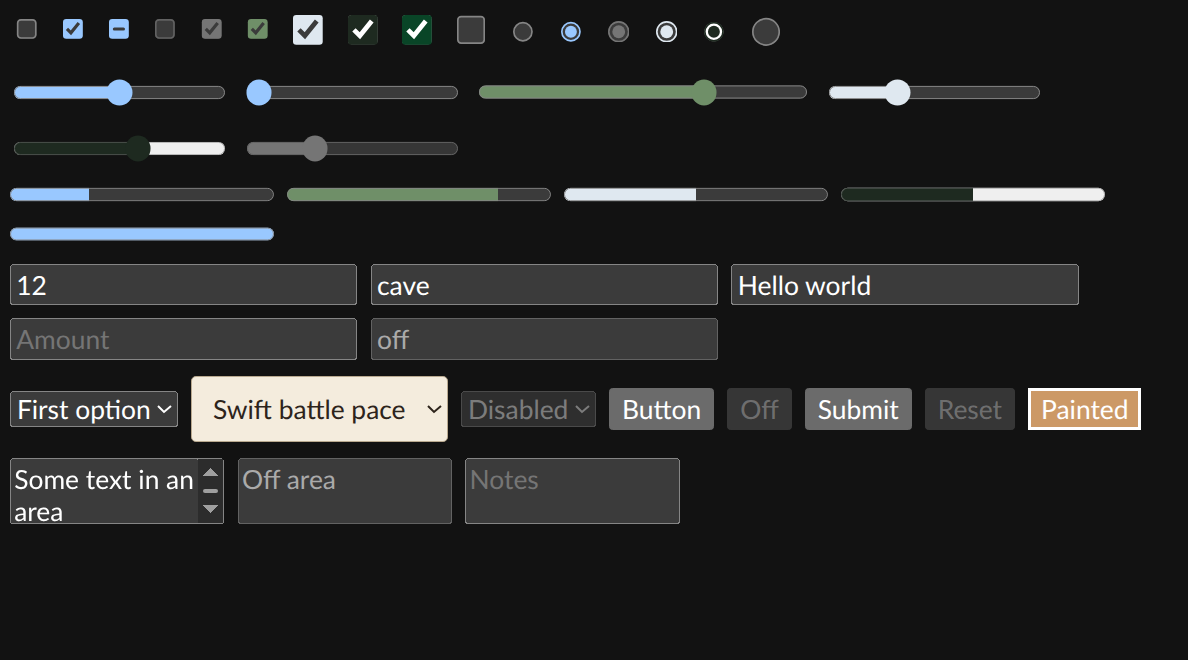 12 cave Hello world
Amount off
First option Swift battle pace Disabled Button Off Submit Reset Painted
Some text in an Off area Notes
area